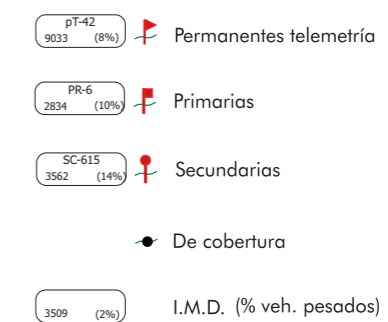 pT-42
9033 (8%)
Permanentes telemetría
PR-6
2834 (10%)
Primarias
SC-615
3562 (14%)
Secundarias
De cobertura
3509 (2%)
I.M.D. (% veh. pesados)